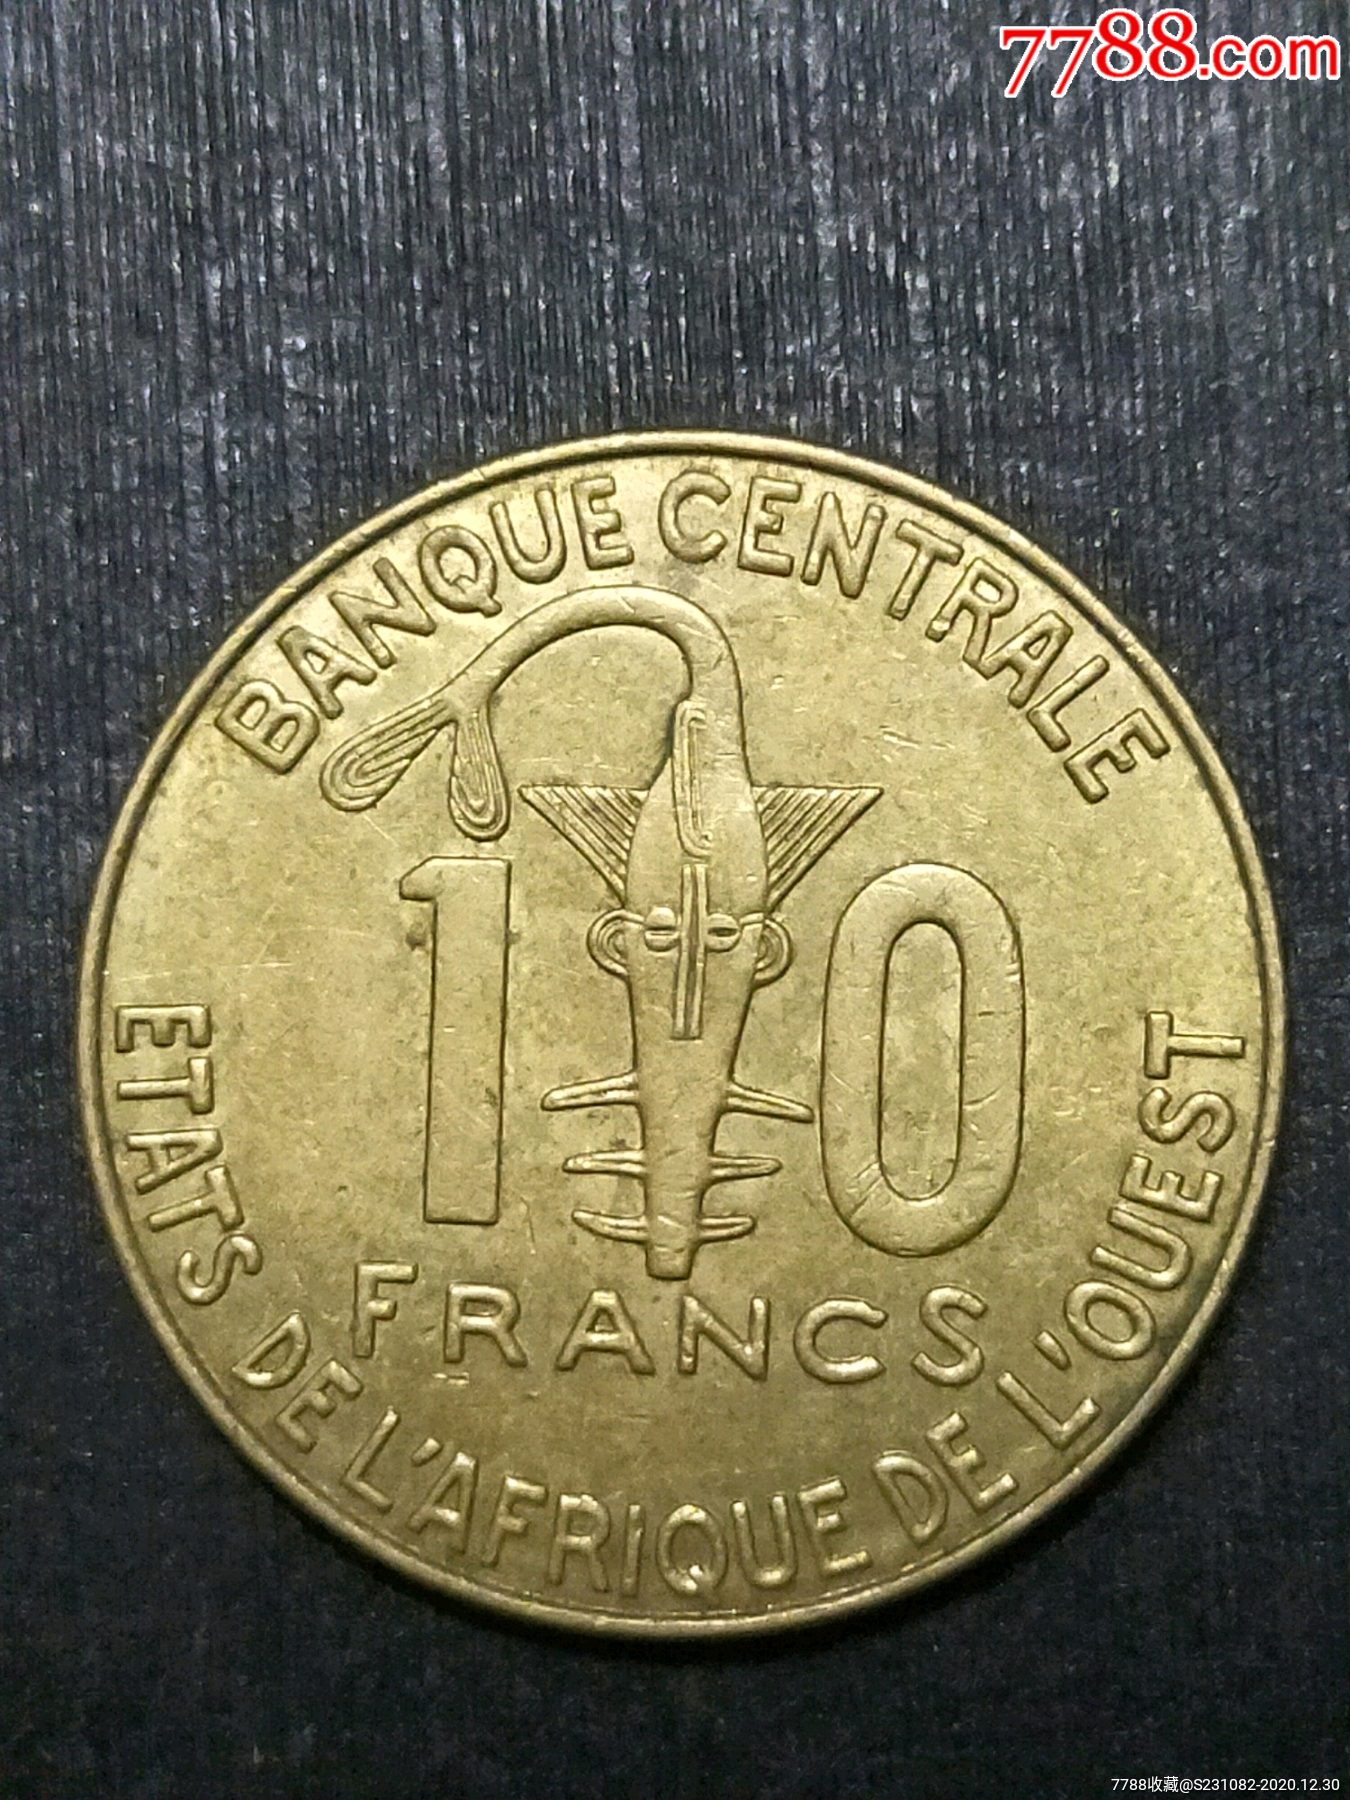 7788.com
BANQUE CENTRALE
10
FRANCS
ETATS DE L'AFRIQUE DE L'OUEST
7788收藏@S231082-2020.12.30